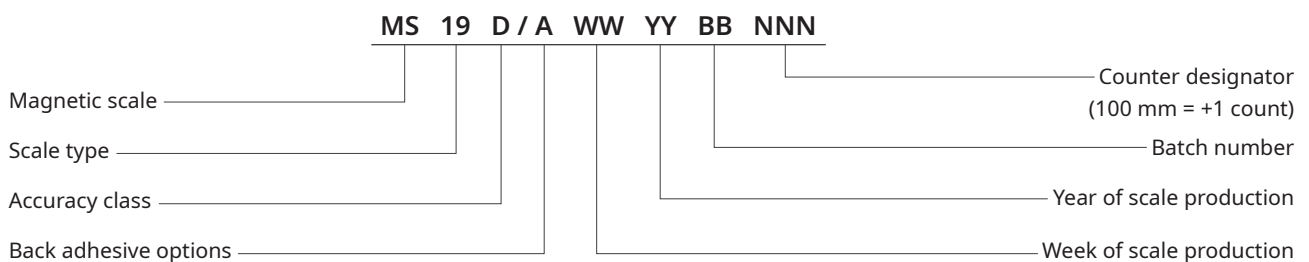 MS 19 D / A WW YY BB NNN
Magnetic scale
Scale type
Accuracy class
Back adhesive options
Counter designator
(100 mm = +1 count)
Batch number
Year of scale production
Week of scale production